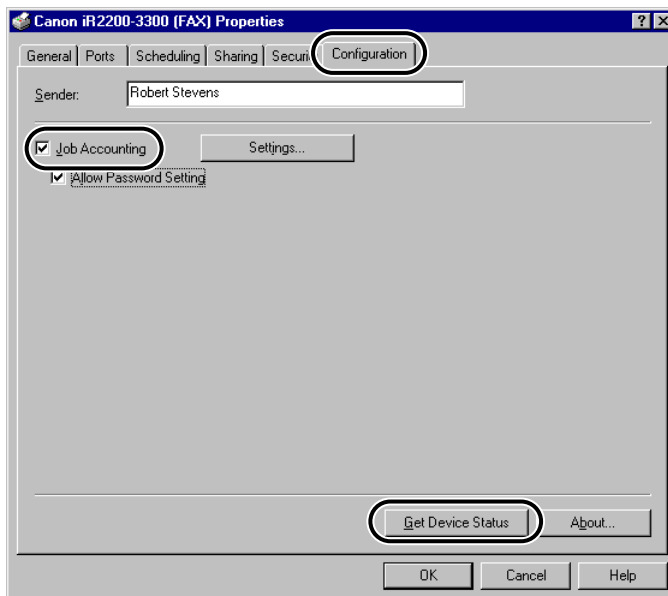 Canon iR2200-3300 (FAX) Properties
General Ports Scheduling Sharing Securi Configuration
Sender: Robert Stevens
Job Accounting Settings...
Allow Password Setting
Get Device Status About...
OK Cancel Help